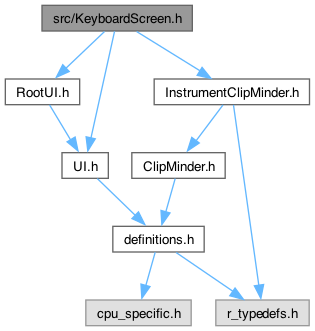 src/KeyboardScreen.h
RootUI.h
InstrumentClipMinder.h
UI.h
ClipMinder.h
definitions.h
cpu_specific.h
r_typedefs.h